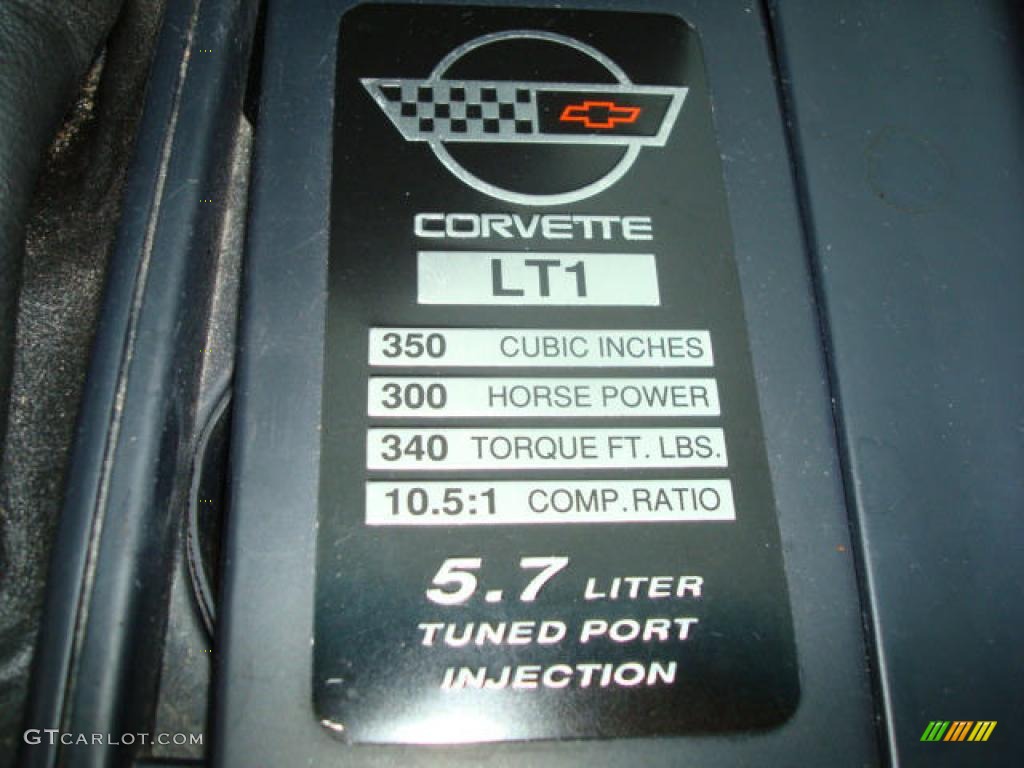 CORVETTE
LT1
350 CUBIC INCHES
300 HORSE POWER
340 TORQUE FT. LBS.
10.5:1 COMP.RATIO
5.7 LITER
TUNED PORT
INJECTION
GTCARLOT.COM